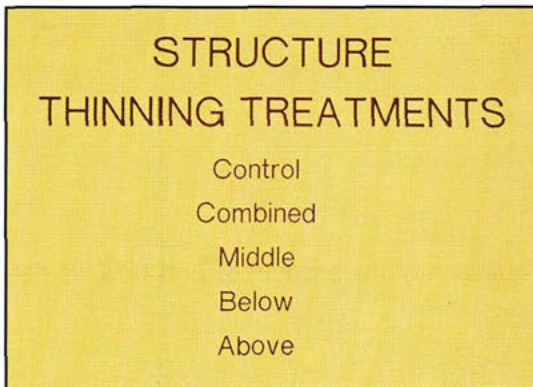 STRUCTURE
THINNING TREATMENTS
Control
Combined
Middle
Below
Above